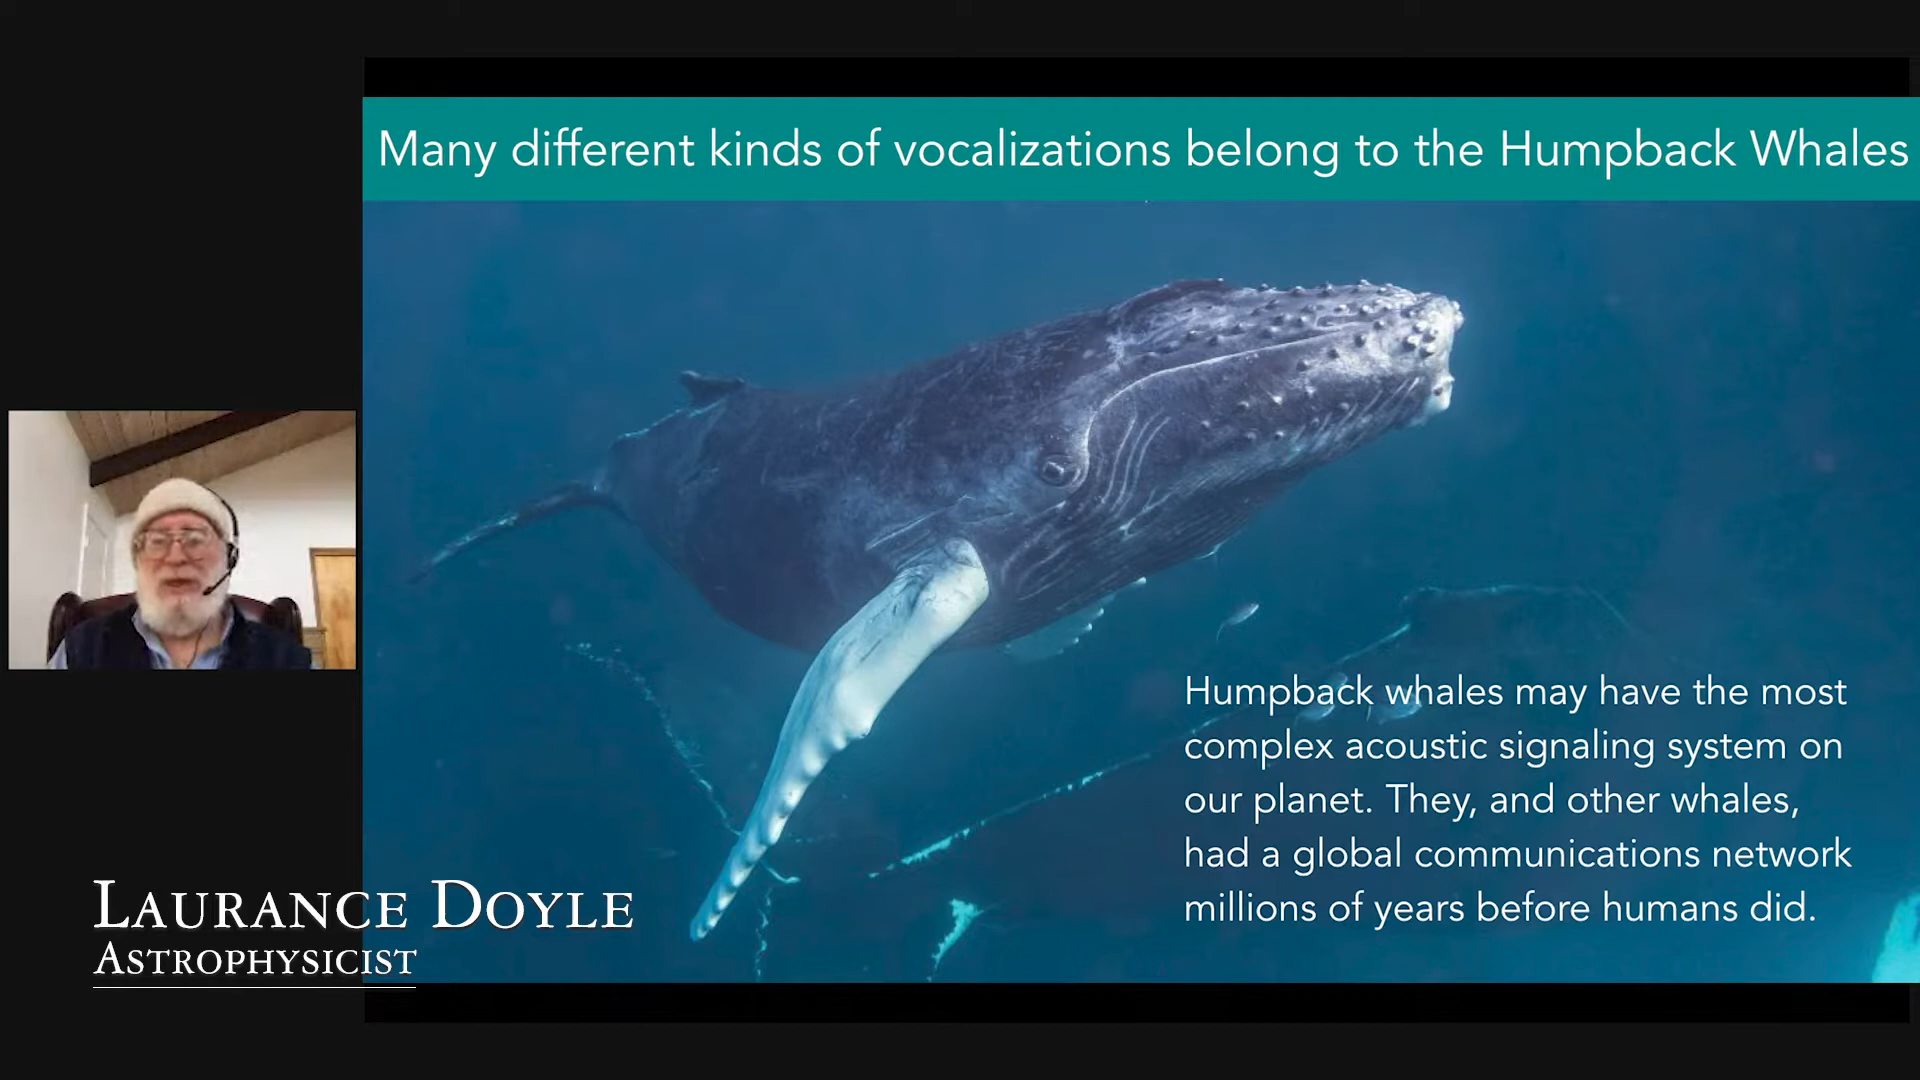 Many different kinds of vocalizations belong to the Humpback Whales
Humpback whales may have the most
complex acoustic signaling system on
our planet. They, and other whales,
had a global communications network
millions of years before humans did.
LAURANCE DOYLE
ASTROPHYSICIST